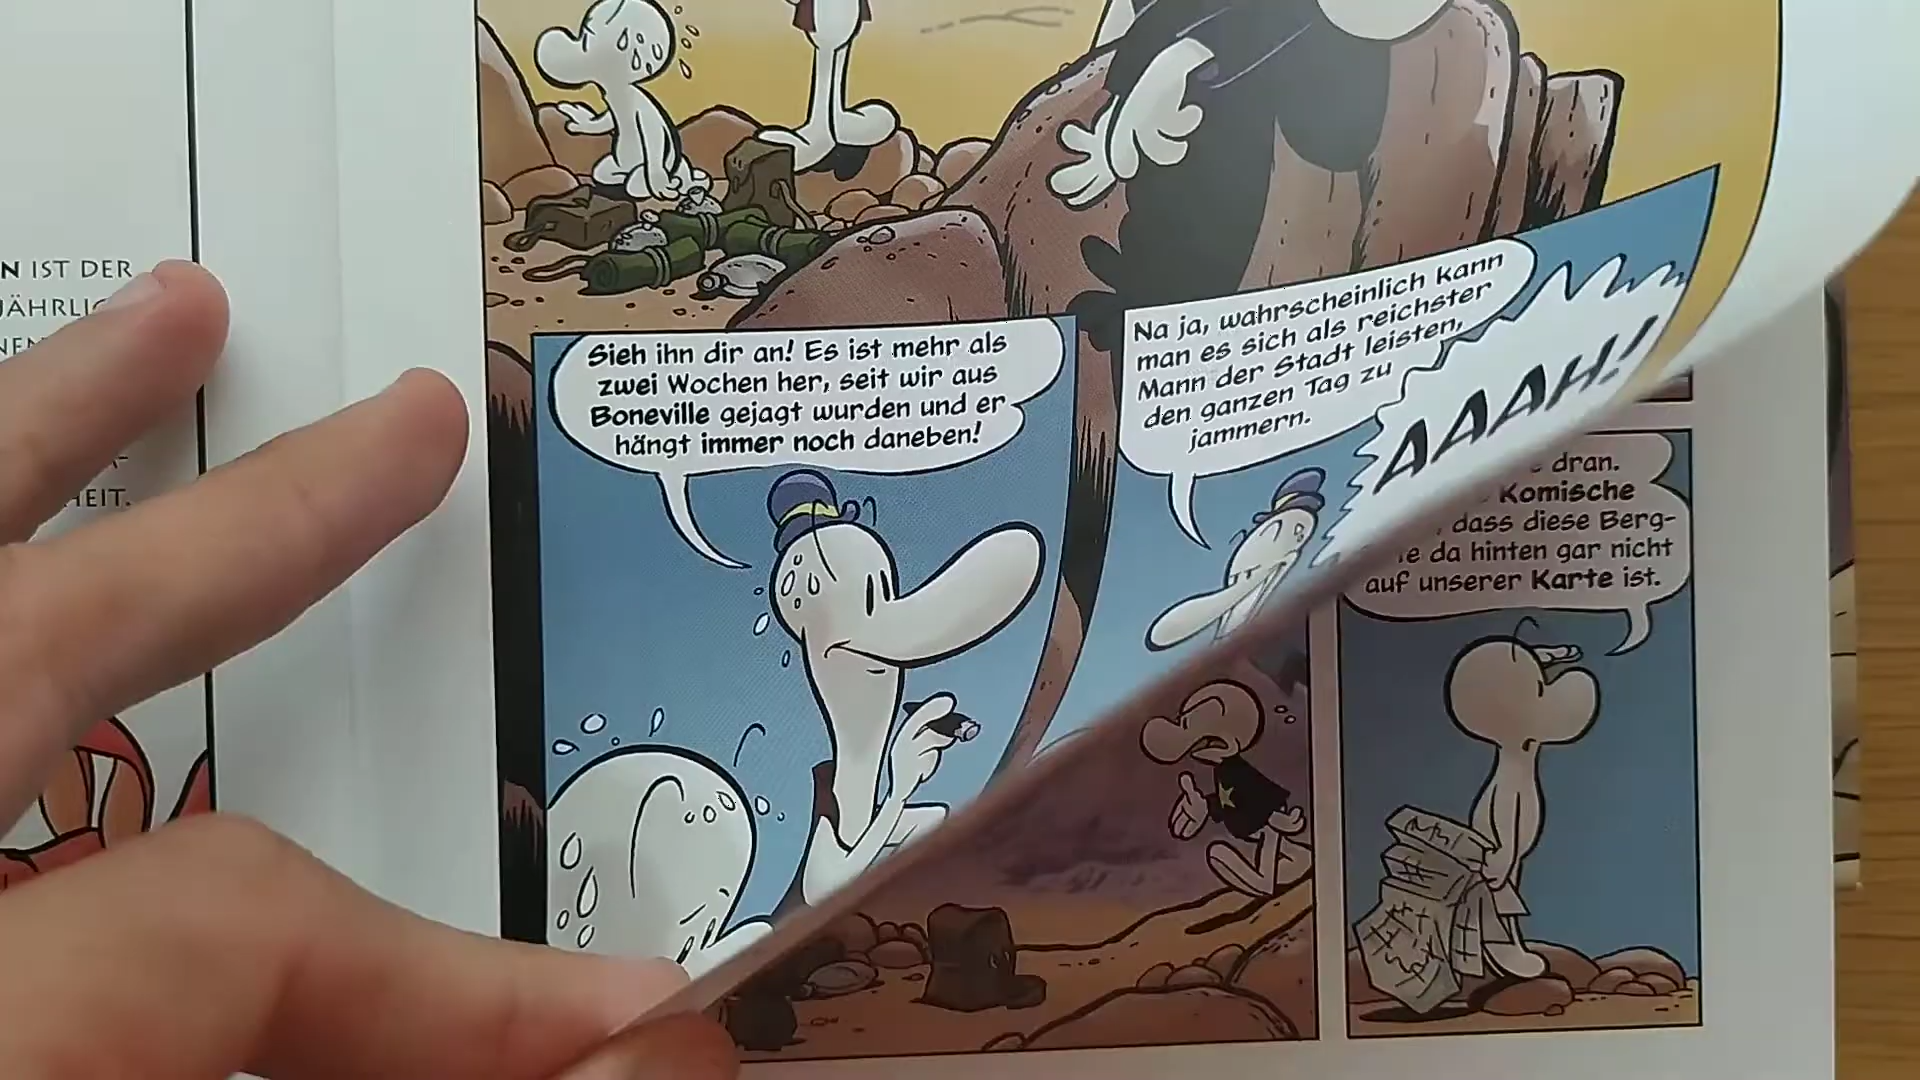 N IST DER
JÄHRLIC
HEIT.
Sieh ihn dir an! Es ist mehr als
zwei Wochen her, seit wir aus
Boneville gejagt wurden und er
hängt immer noch daneben!
Na ja, wahrscheinlich kann
man es sich als reichster
Mann der Stadt leisten,
den ganzen Tag zu
jammern.
AAAH!
dran.
Komische
, dass diese Berg-
da hinten gar nicht
auf unserer Karte ist.